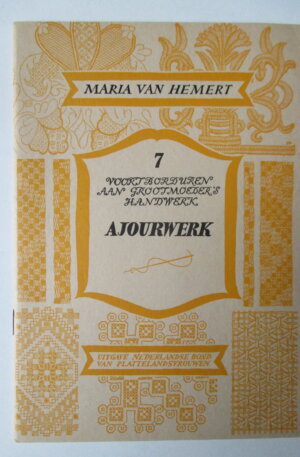 MARIA VAN HEMERT
7
VOORTBORDUREN
AAN GROOTMOEDER'S
HANDWERK
AJOURWERK
UITGAVE NEDERLANDSE BOND
VAN PLATTELANDSVROUWEN